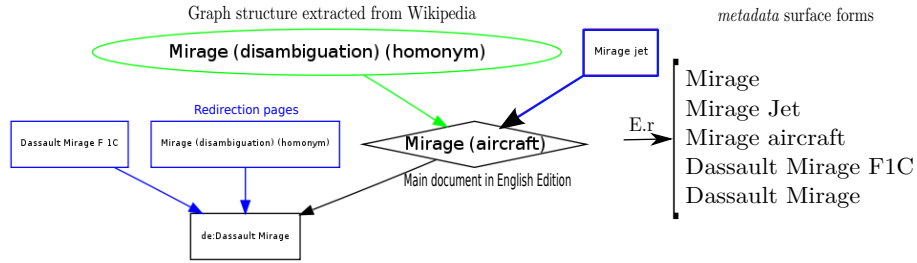 Graph structure extracted from Wikipedia
metadata surface forms
Mirage (disambiguation) (homonym)
Mirage jet
Redirection pages
Dassault Mirage F 1C
Mirage (disambiguation) (homonym)
Mirage (aircraft)
Main document in English Edition
de:Dassault Mirage
E.r
Mirage
Mirage Jet
Mirage aircraft
Dassault Mirage F1C
Dassault Mirage